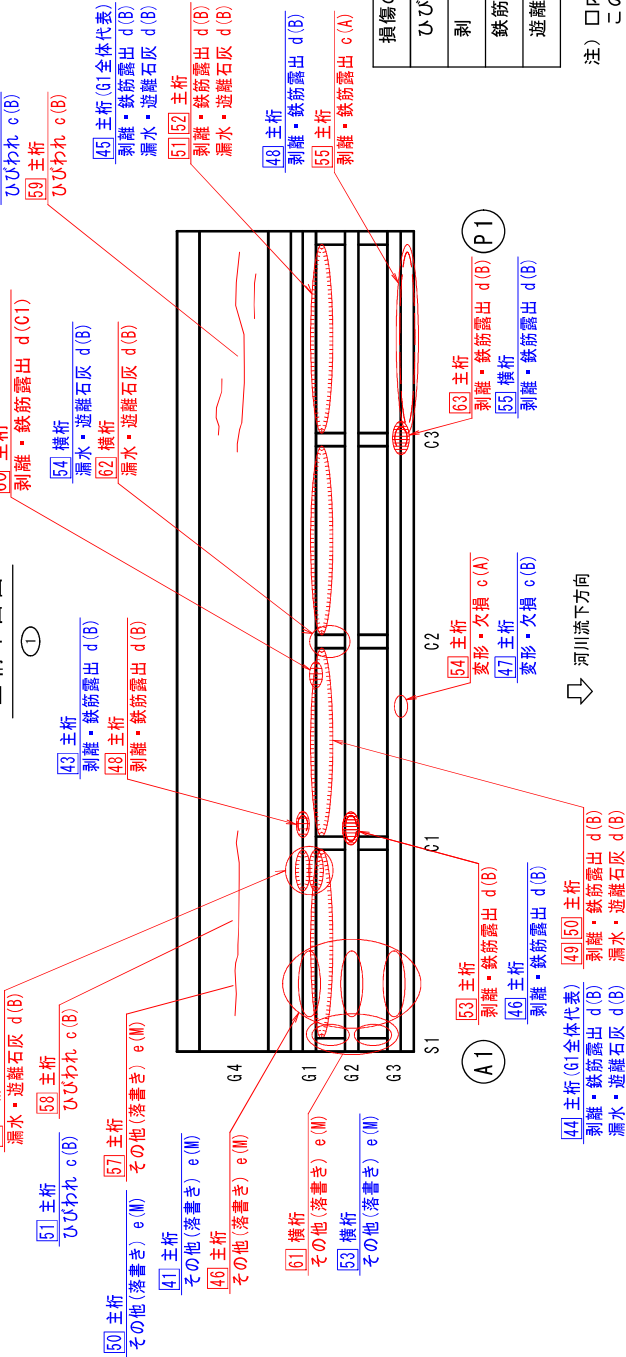 漏水・遊離石灰 d(B)
58 主桁
ひびわれ c(B)
51 主桁
ひびわれ c(B)
57 主桁
その他(落書き) e(M)
50 主桁
その他(落書き) e(M)
41 主桁
その他(落書き) e(M)
46 主桁
その他(落書き) e(M)
61 横桁
その他(落書き) e(M)
53 横桁
その他(落書き) e(M)
1
43 主桁
剥離・鉄筋露出 d(B)
48 主桁
剥離・鉄筋露出 d(B)
主桁
剥離・鉄筋露出 d(C1)
54 横桁
漏水・遊離石灰 d(B)
62 横桁
漏水・遊離石灰 d(B)
ひびわれ c(B)
59 主桁
ひびわれ c(B)
45 主桁(G1全体代表)
剥離・鉄筋露出 d(B)
漏水・遊離石灰 d(B)
51 52 主桁
剥離・鉄筋露出 d(B)
漏水・遊離石灰 d(B)
48 主桁
剥離・鉄筋露出 d(B)
55 主桁
剥離・鉄筋露出 c(A)
G4
G1
G2
G3
S1
C1
C2
C3
A1
P1
53 主桁
剥離・鉄筋露出 d(B)
46 主桁
剥離・鉄筋露出 d(B)
44 主桁(G1全体代表)
剥離・鉄筋露出 d(B)
漏水・遊離石灰 d(B)
49 50 主桁
剥離・鉄筋露出 d(B)
漏水・遊離石灰 d(B)
54 主桁
変形・欠損 c(A)
47 主桁
変形・欠損 c(B)
63 主桁
剥離・鉄筋露出 d(B)
55 横桁
剥離・鉄筋露出 d(B)
河川流下方向
損傷の
ひび
剥
鉄筋
遊離
注) 口内
この